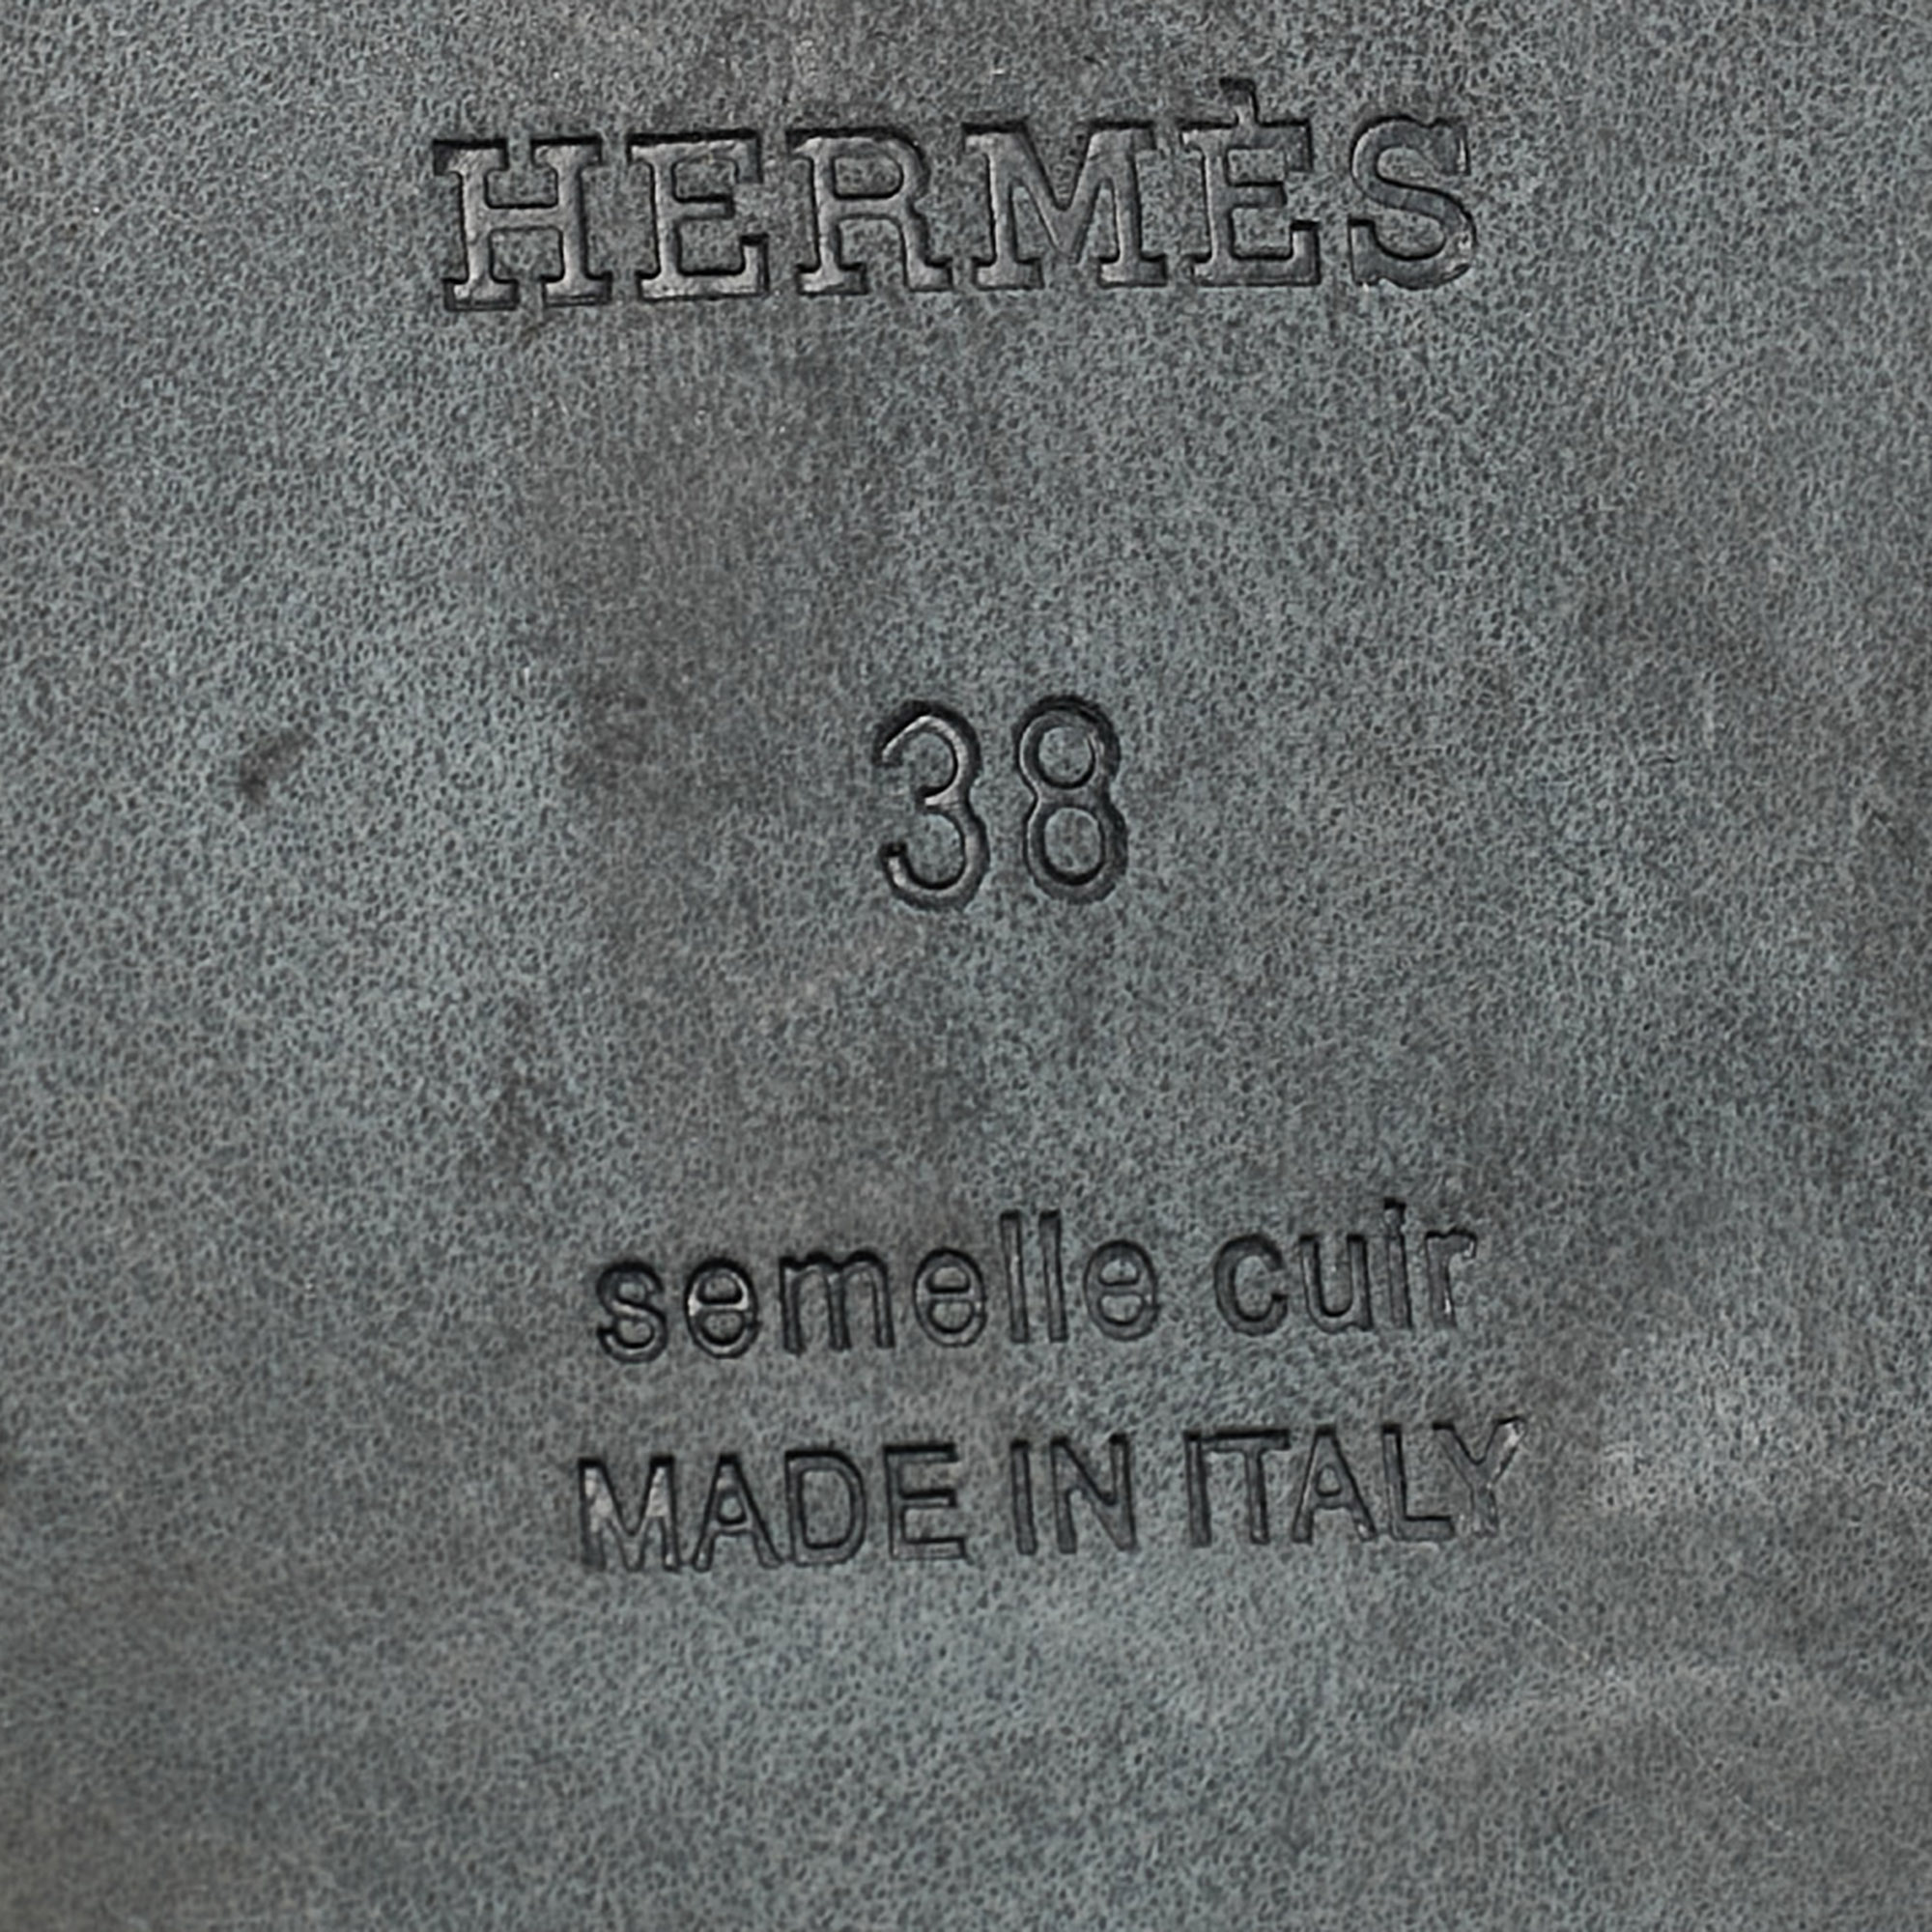 HERMÈS
38
semelle cuir
MADE IN ITALY